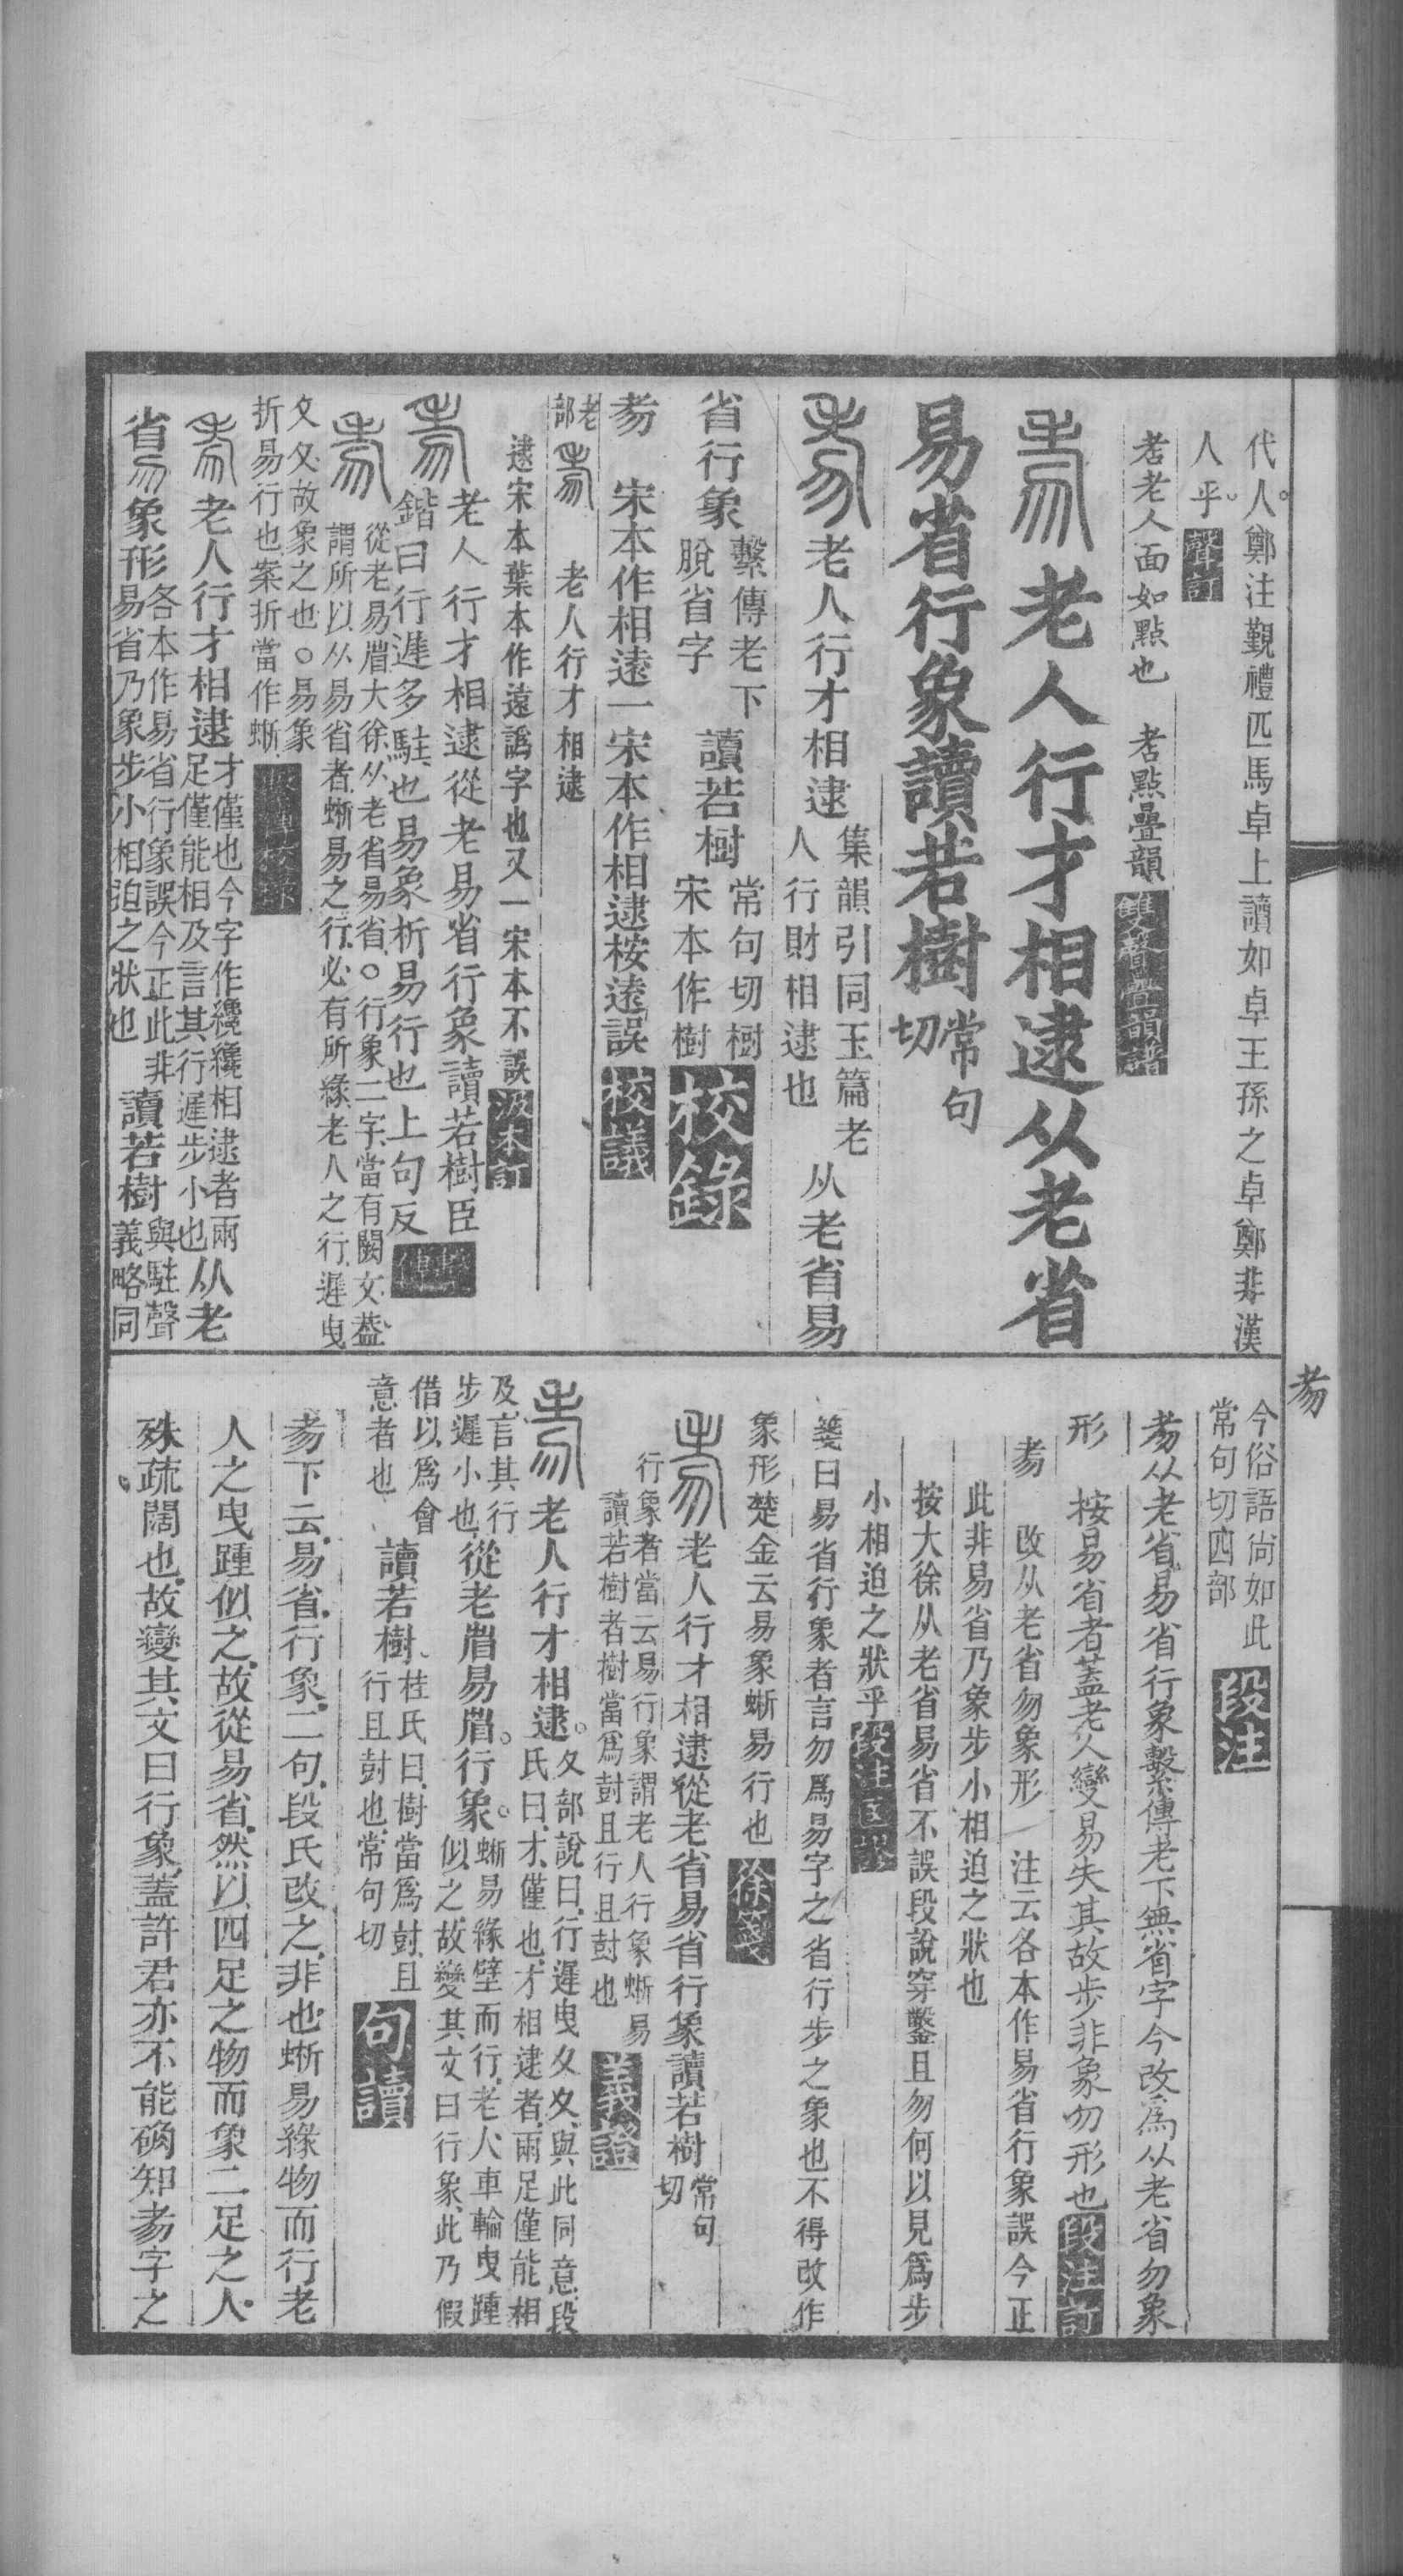 代人鄭注覲禮匹馬卓上讀如卓王孫之卓鄭非漢
人乎
聲訂
耆老人面如點也 耆點疊韻
雙聲疊韻譜
老人行才相逮从老省
易省行象讀若樹
常句
切
老人行才相逮
集韻引同玉篇老
人行財相逮也
从老省易
省行象
繫傳老下
脫省字
讀若樹
常句切樹
宋本作樹
校錄
耇 宋本作相遠一宋本作相逮桉遠誤
校議
老部 老人行才相逮
逮宋本葉本作遠譌字也又一宋本不誤
汲本訂
老人行才相逮從老易省行象讀若樹臣
鍇曰行遲多駐也易象析易行也上句反
繫傳
從老易㾪大徐从老省易省○行象二字當有闕文葢
謂所以从易省者蜥易之行必有所緣老人之行遲曳
夊夊故象之也○易象
折易行也案折當作蜥
老人行才相逮
才僅也今字作纔纔相逮者兩
足僅能相及言其行遲步小也
从老
省象形
各本作易省行象誤今正此非
易省乃象步小相迫之狀也
讀若樹
與駐聲
義略同
今俗語尚如此
常句切四部
段注
从老省易省行象繫傳老下無省字今改爲从老省勿象
形 按易省者蓋老人變易失其故步非象勿形也
段注訂
改从老省勿象形 注云各本作易省行象誤今正
此非易省乃象步小相迫之狀也
按大徐从老省易省不誤段說穿鑿且勿何以見爲步
小相迫之狀乎
段注匡謬
箋曰易省行象者言勿爲易字之省行步之象也不得改作
象形楚金云易象蜥易行也
徐箋
老人行才相逮從老省易省行象讀若樹
常句
切
行象者當云易行象謂老人行象蜥易
讀若樹者樹當爲尌且行且尌也
義證
老人行才相逮
夊部說曰行遲曳夊夊與此同意段
氏曰才僅也才相逮者兩足僅能相
及言其行
步遲小也
從老省易省行象
蜥易緣壁而行老人車輪曳踵
似之故變其文曰行象此乃假
借以爲會
意者也
讀若樹
桂氏曰樹當爲尌且
行且尌也常句切
句讀
下云易省行象二句段氏改之非也蜥易緣物而行老
人之曳踵似之故從易省然以四足之物而象二足之人
殊疏闊也故變其文曰行象蓋許君亦不能确知字之